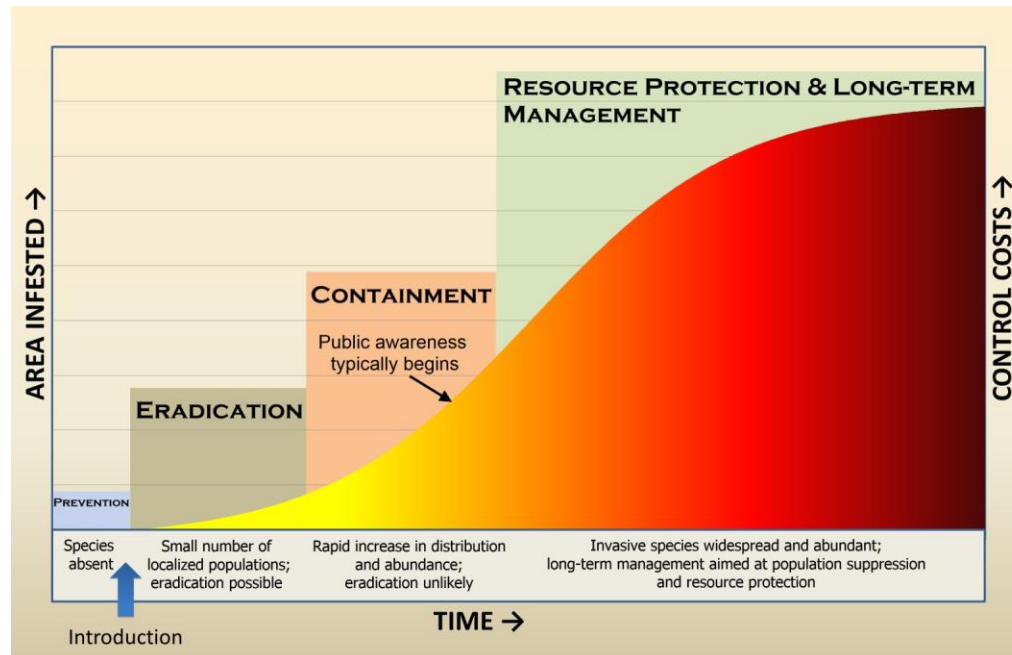 RESOURCE PROTECTION & LONG-TERM
MANAGEMENT
CONTAINMENT
Public awareness
typically begins
ERADICATION
PREVENTION
AREA INFESTED →
CONTROL COSTS →
Species
absent
Small number of
localized populations;
eradication possible
Rapid increase in distribution
and abundance;
eradication unlikely
Invasive species widespread and abundant;
long-term management aimed at population suppression
and resource protection
TIME →
Introduction